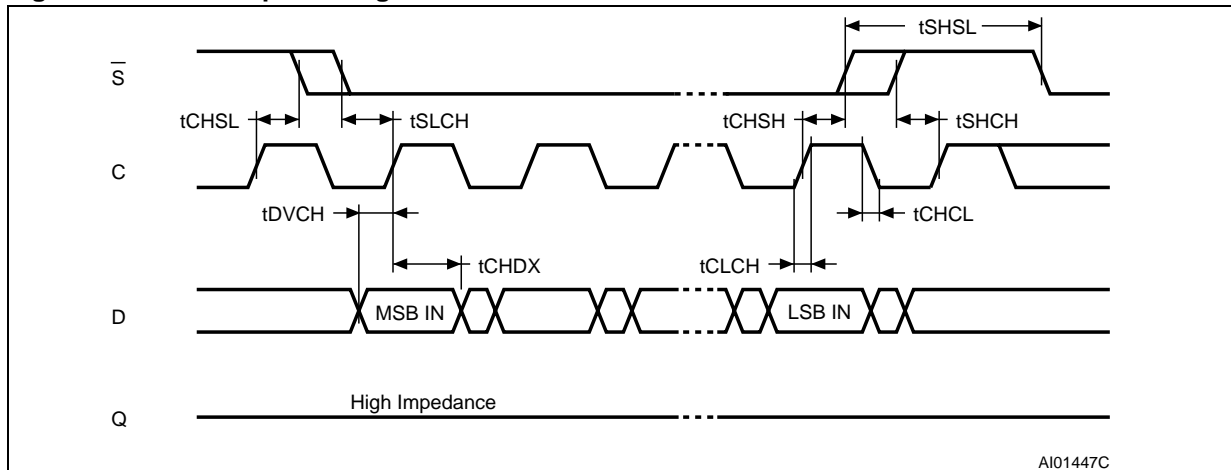 tSHSL
S̅
tCHSL
tSLCH
tCHSH
tSHCH
C
tDVCH
tCHCL
tCHDX
tCLCH
D
MSB IN
LSB IN
High Impedance
Q
AI01447C